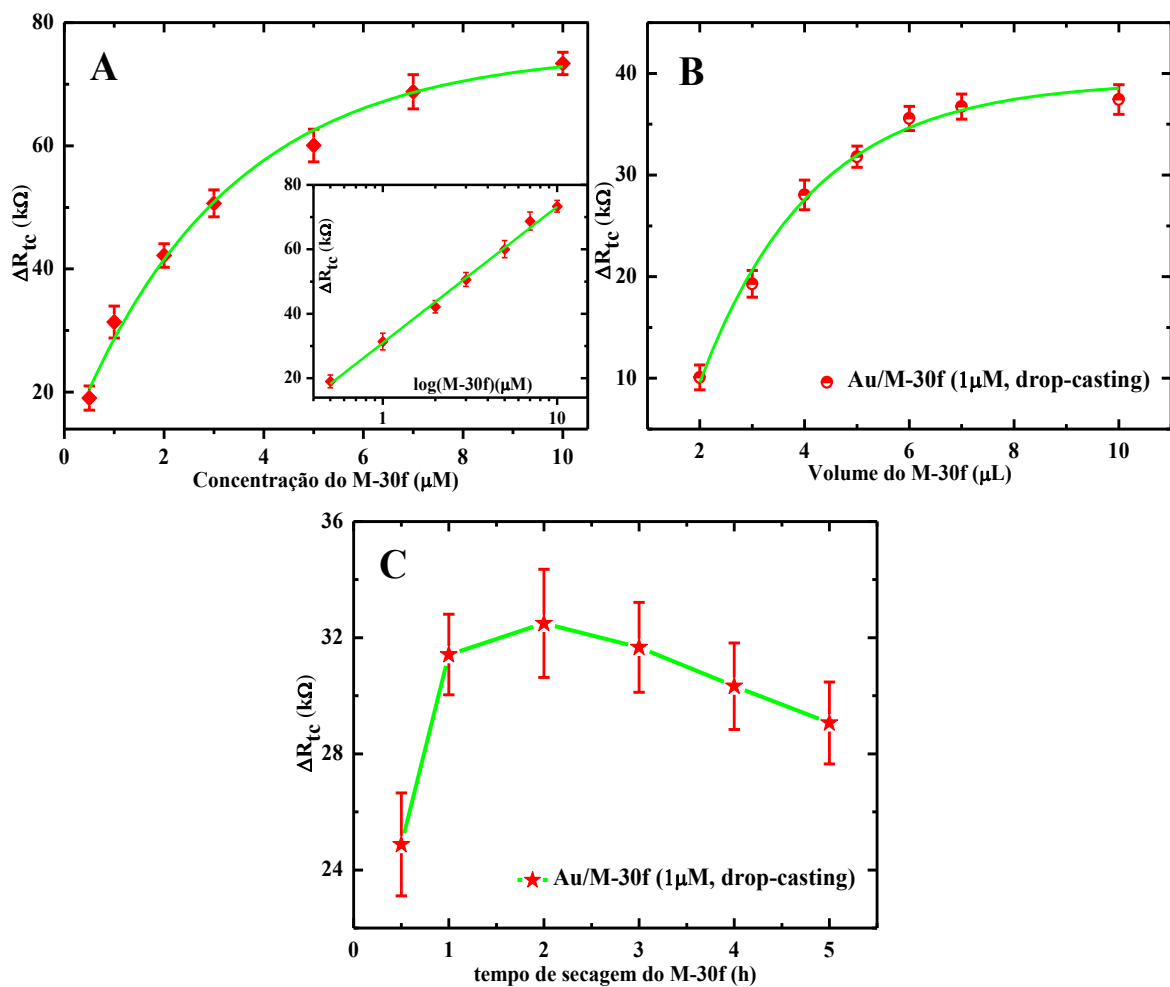 A
80
60
40
20
0
2
4
6
8
10
ΔRtc (kΩ)
Concentração do M-30f (μM)
80
60
40
20
1
10
ΔRtc (kΩ)
log(M-30f)(μM)
B
40
30
20
10
2
4
6
8
10
ΔRtc (kΩ)
Au/M-30f (1μM, drop-casting)
Volume do M-30f (μL)
C
36
32
28
24
0
1
2
3
4
5
ΔRtc (kΩ)
Au/M-30f (1μM, drop-casting)
tempo de secagem do M-30f (h)